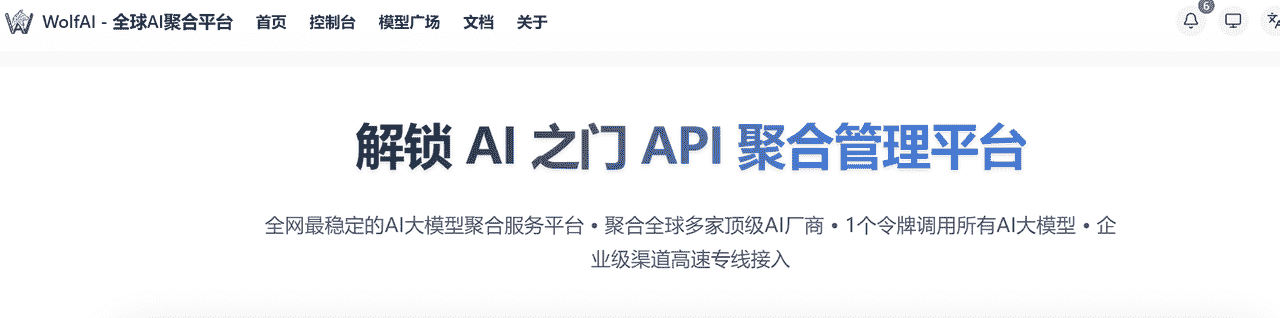 WolfAI - 全球AI聚合平台 首页 控制台 模型广场 文档 关于 6
解锁 AI 之门 API 聚合管理平台
全网最稳定的AI大模型聚合服务平台 • 聚合全球多家顶级AI厂商 • 1个令牌调用所有AI大模型 • 企
业级渠道高速专线接入